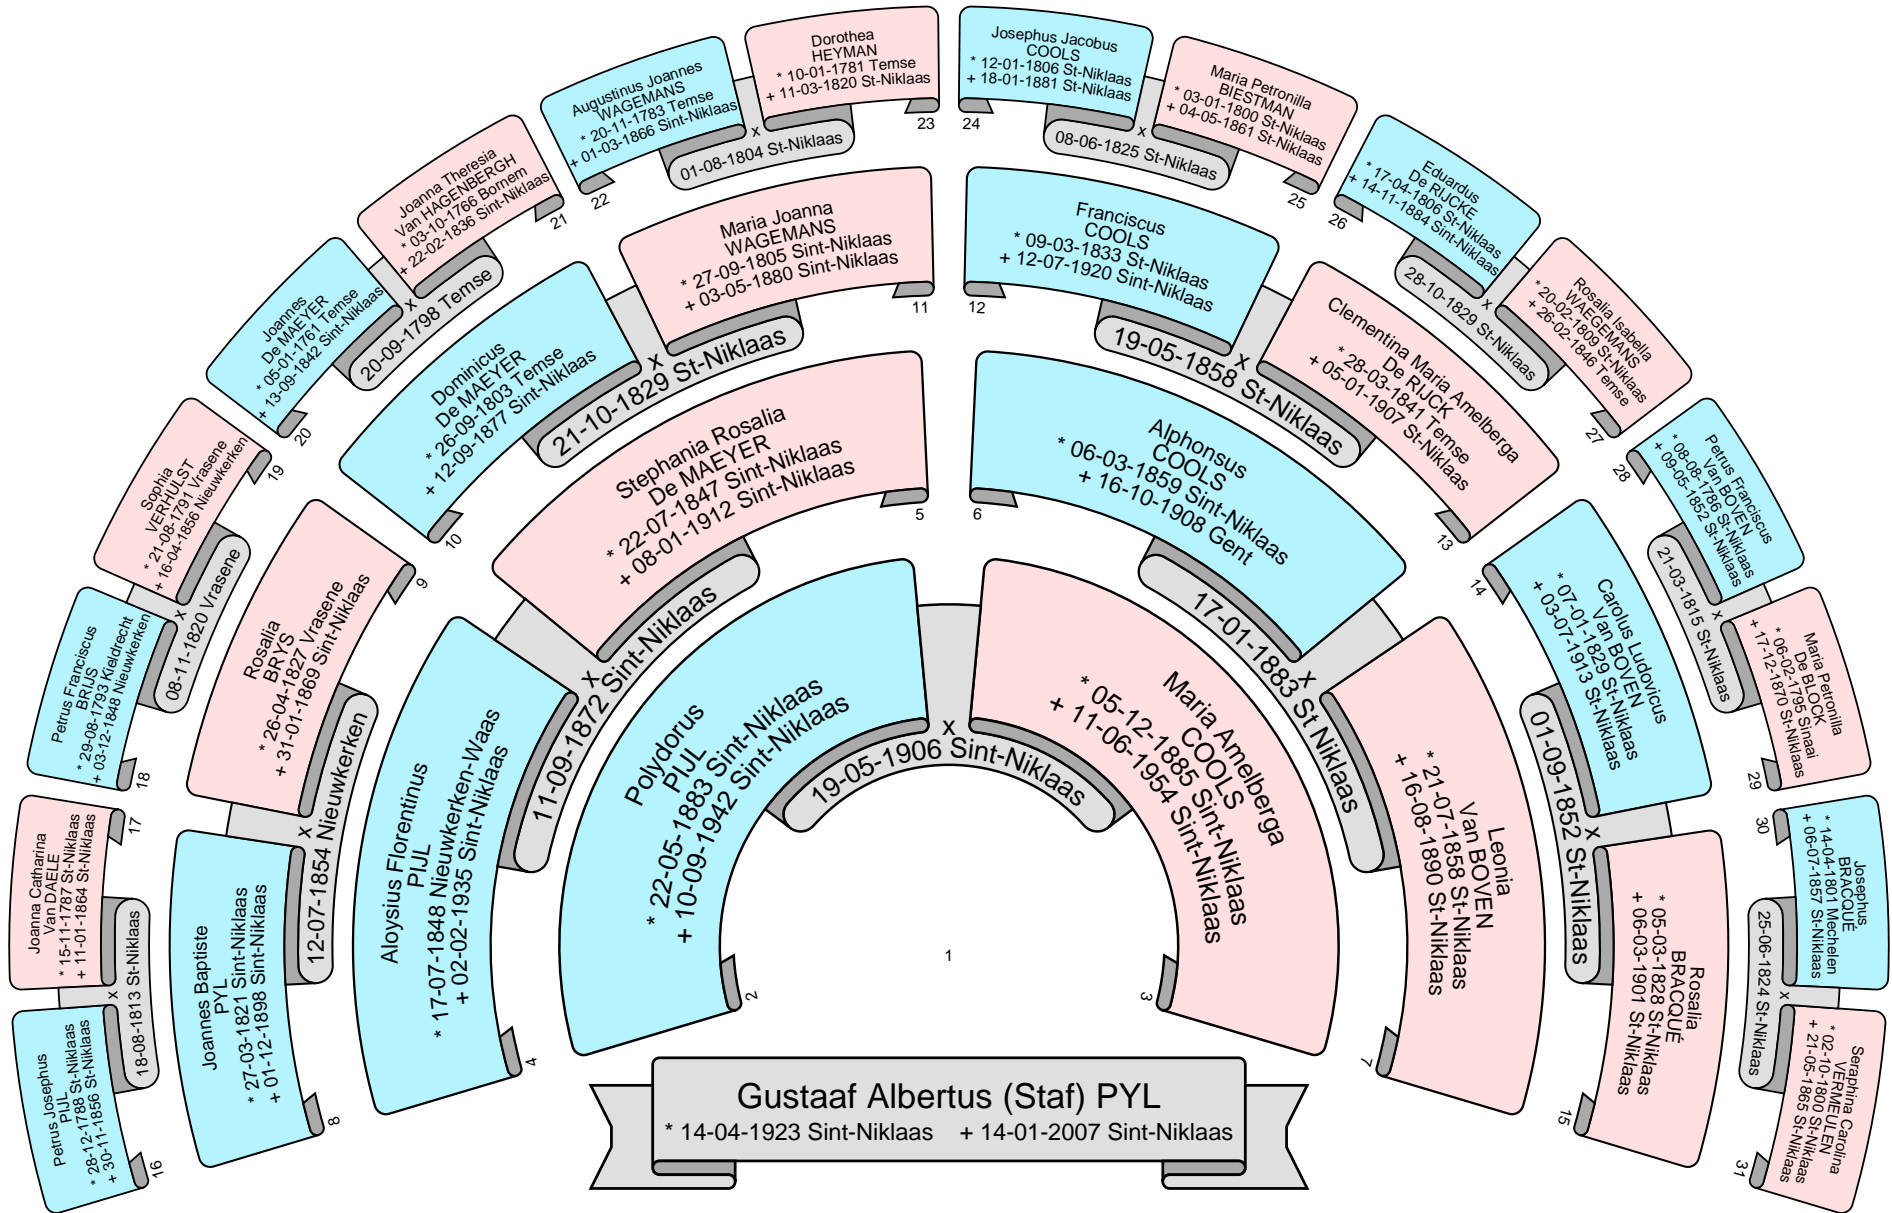 Dorothea
HEYMAN
* 10-01-1781 Temse
+ 11-03-1820 St-Niklaas
23
Josephus Jacobus
COOLS
* 12-01-1806 St-Niklaas
+ 18-01-1881 St-Niklaas
24
Augustinus Joannes
WAGEMANS
* 20-11-1783 Temse
+ 01-03-1866 Sint-Niklaas
22
x
01-08-1804 St-Niklaas
Maria Petronilla
BIESTMAN
* 03-01-1800 St-Niklaas
+ 04-05-1861 St-Niklaas
25
x
08-06-1825 St-Niklaas
Joanna Theresia
Van HAGENBERGH
* 03-10-1766 Bornem
+ 22-02-1836 Sint-Niklaas
21
Eduardus
De RIJCKE
* 17-04-1806 St-Niklaas
+ 14-11-1884 Sint-Niklaas
26
Joannes
De MAEYER
* 05-01-1761 Temse
+ 13-09-1842 Sint-Niklaas
20
x
20-09-1798 Temse
Rosalia Isabella
WAEGEMANS
* 20-02-1809 St-Niklaas
+ 26-02-1846 Temse
27
x
28-10-1829 St-Niklaas
Sophia
VERHULST
* 21-08-1791 Vrasene
+ 16-04-1856 Nieuwkerken
19
Petrus Franciscus
Van BOVEN
* 08-08-1786 St-Niklaas
+ 09-05-1852 St-Niklaas
28
Petrus Franciscus
BRIJS
* 29-08-1793 Kieldrecht
+ 03-12-1848 Nieuwkerken
18
x
08-11-1820 Vrasene
Maria Petronilla
De BLOCK
* 06-02-1795 Sinaai
+ 17-12-1870 St-Niklaas
29
x
21-03-1815 St-Niklaas
Joanna Catharina
Van DAELE
* 15-11-1787 St-Niklaas
+ 11-01-1864 St-Niklaas
17
Josephus
BRACQUÉ
* 14-04-1801 Mechelen
+ 06-07-1857 St-Niklaas
30
Petrus Josephus
PIJL
* 28-12-1788 St-Niklaas
+ 30-11-1856 St-Niklaas
16
x
18-08-1813 St-Niklaas
Seraphina Carolina
VERMEULEN
* 02-10-1800 St-Niklaas
+ 21-05-1865 St-Niklaas
31
x
25-06-1824 St-Niklaas
Maria Joanna
WAGEMANS
* 27-09-1805 Sint-Niklaas
+ 03-05-1880 Sint-Niklaas
11
Franciscus
COOLS
* 09-03-1833 St-Niklaas
+ 12-07-1920 Sint-Niklaas
12
Dominicus
De MAEYER
* 26-09-1803 Temse
+ 12-09-1877 Sint-Niklaas
10
x
21-10-1829 St-Niklaas
Clementina Maria Amelberga
De RIJCK
* 28-03-1841 Temse
+ 05-01-1907 St-Niklaas
13
x
19-05-1858 St-Niklaas
Rosalia
BRYS
* 26-04-1827 Vrasene
+ 31-01-1869 Sint-Niklaas
9
Carolus Ludovicus
Van BOVEN
* 07-01-1829 St-Niklaas
+ 03-07-1913 St-Niklaas
14
Joannes Baptiste
PYL
* 27-03-1821 Sint-Niklaas
+ 01-12-1898 Sint-Niklaas
8
x
12-07-1854 Nieuwkerken
Rosalia
BRACQUÉ
* 05-03-1828 St-Niklaas
+ 06-03-1901 St-Niklaas
15
x
01-09-1852 St-Niklaas
Stephania Rosalia
De MAEYER
* 22-07-1847 Sint-Niklaas
+ 08-01-1912 Sint-Niklaas
5
Alphonsus
COOLS
* 06-03-1859 Sint-Niklaas
+ 16-10-1908 Gent
6
Aloysius Florentinus
PIJL
* 17-07-1848 Nieuwkerken-Waas
+ 02-02-1935 Sint-Niklaas
4
x
11-09-1872 Sint-Niklaas
Leonia
Van BOVEN
* 21-07-1858 St-Niklaas
+ 16-08-1890 St-Niklaas
7
x
17-01-1883 St Niklaas
Polydorus
PIJL
* 22-05-1883 Sint-Niklaas
+ 10-09-1942 Sint-Niklaas
2
x
19-05-1906 Sint-Niklaas
Maria Amelberga
COOLS
* 05-12-1885 Sint-Niklaas
+ 11-06-1954 Sint-Niklaas
3
1
Gustaaf Albertus (Staf) PYL
* 14-04-1923 Sint-Niklaas + 14-01-2007 Sint-Niklaas